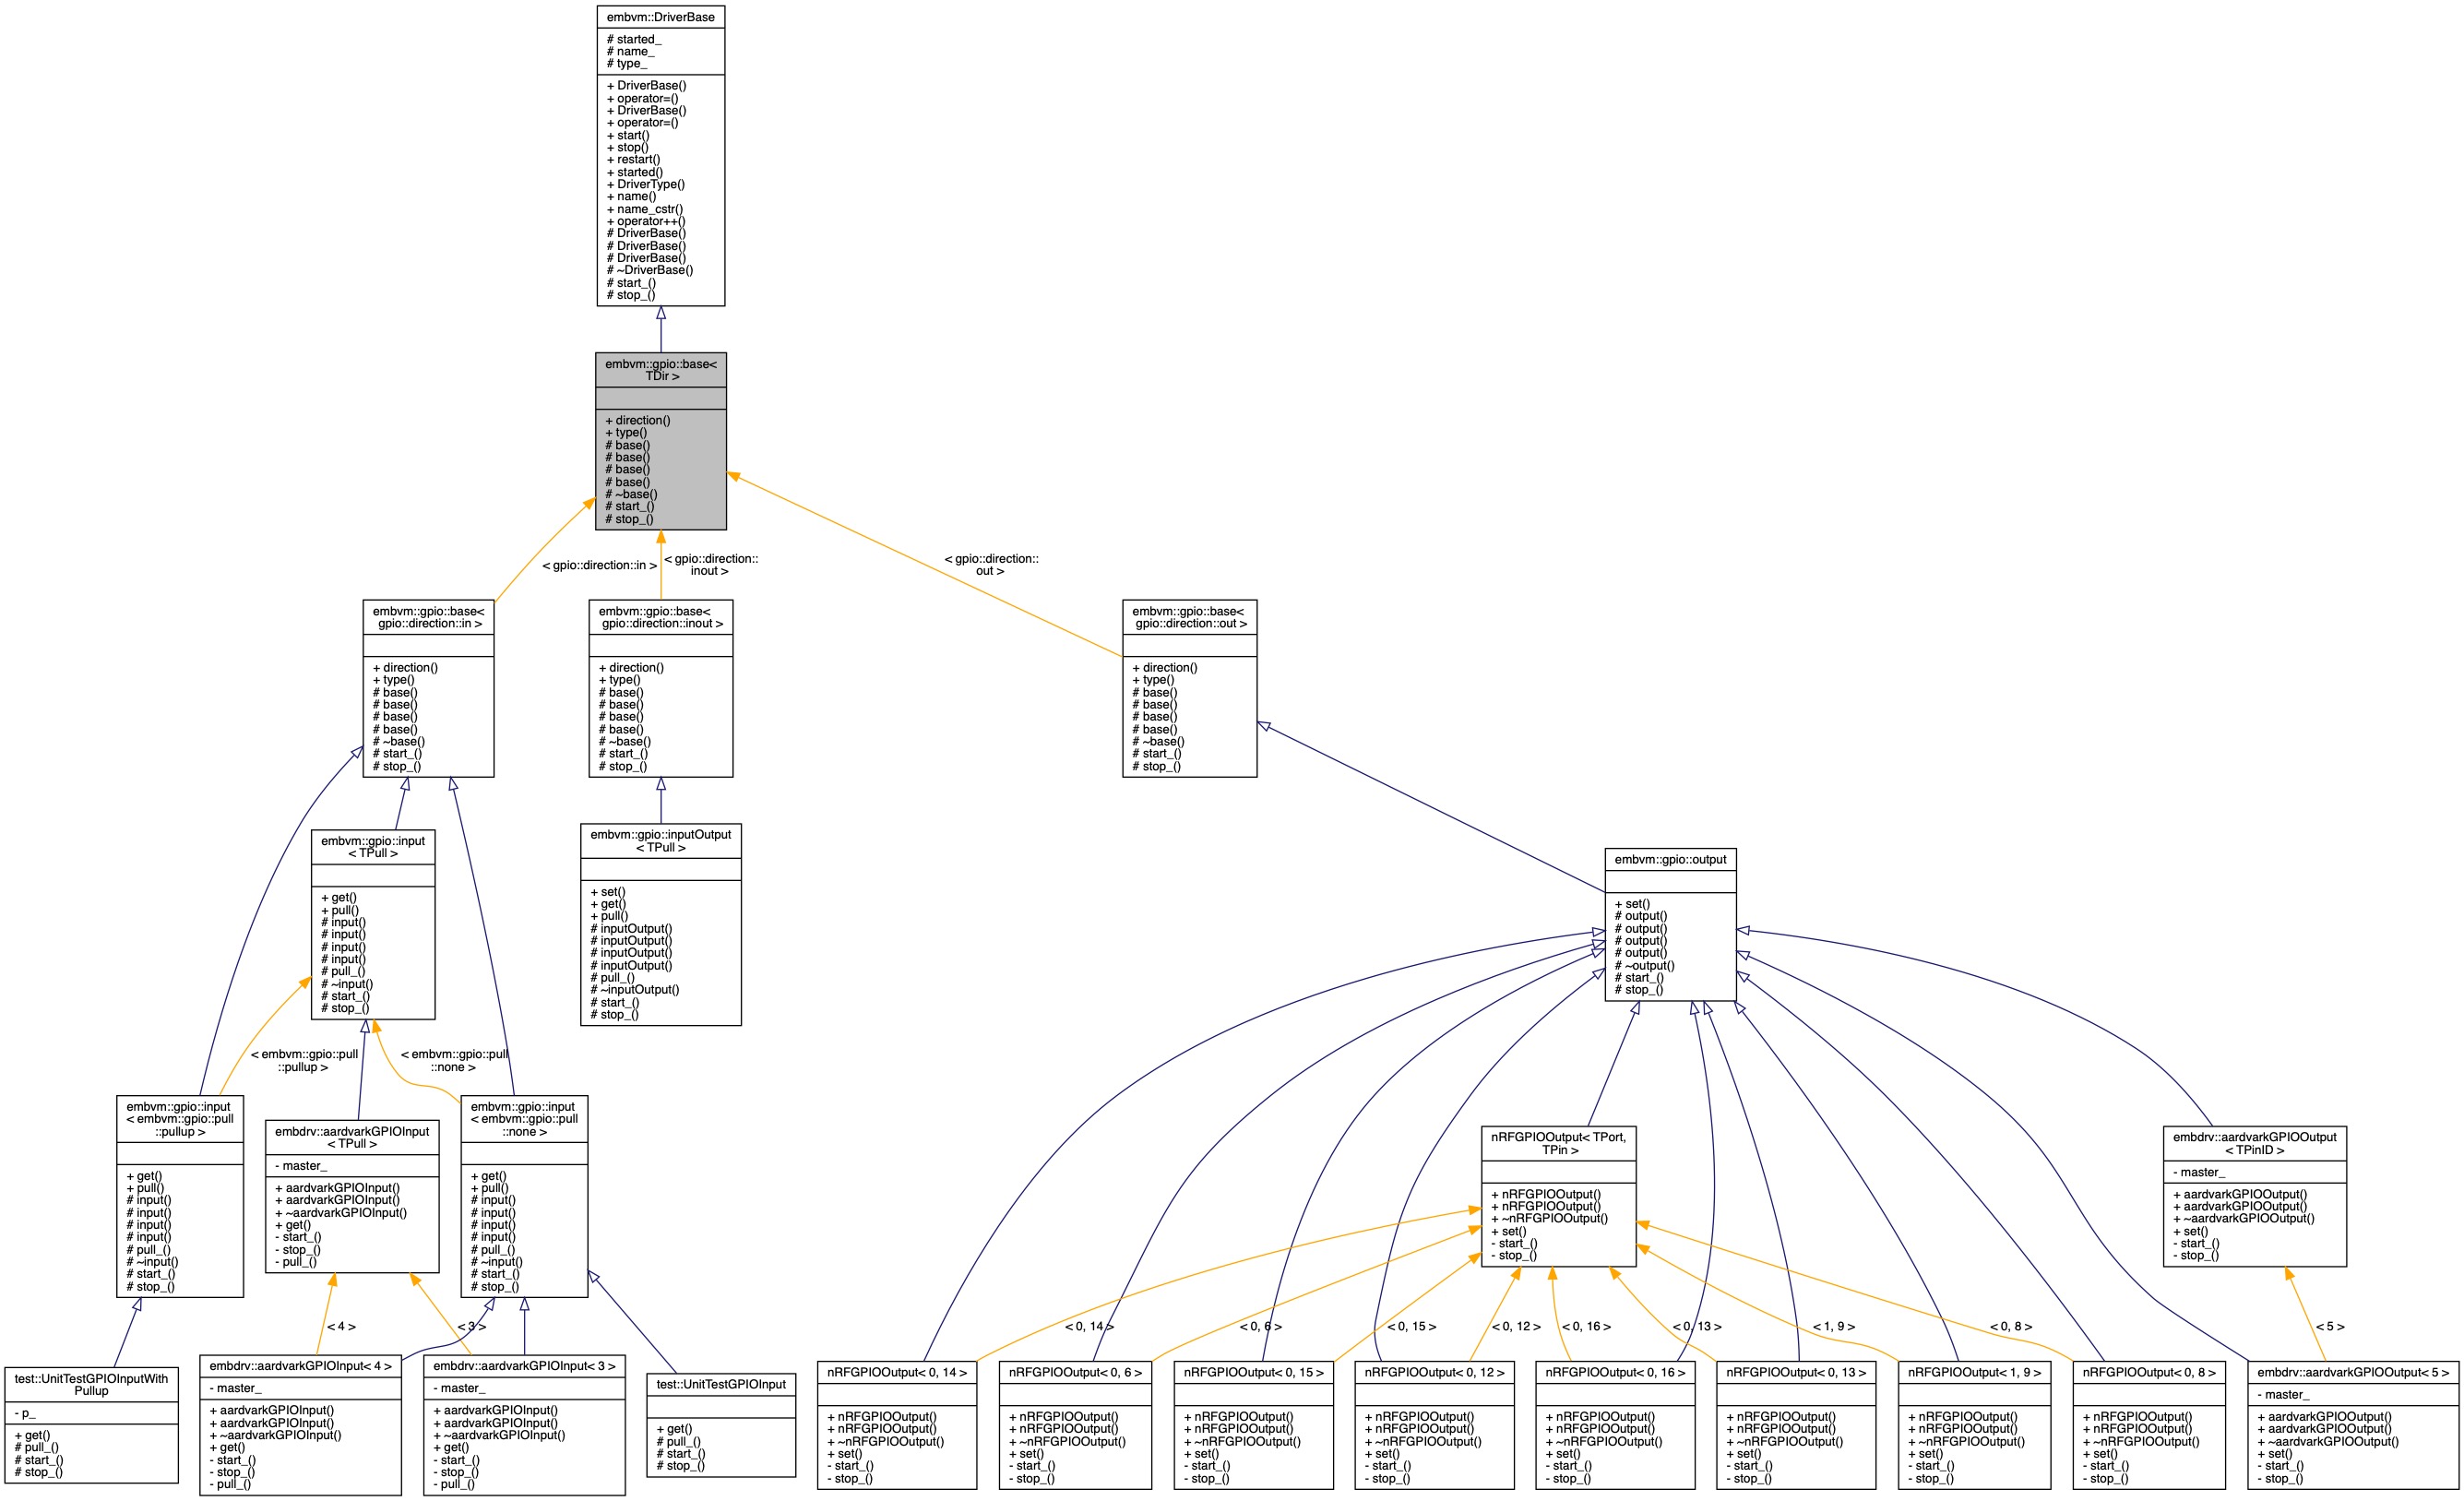 embvm::DriverBase
# started_
# name_
# type_
+ DriverBase()
+ operator=()
+ DriverBase()
+ operator=()
+ start()
+ stop()
+ restart()
+ started()
+ DriverType()
+ name()
+ name_cstr()
+ operator++()
# DriverBase()
# DriverBase()
# DriverBase()
# ~DriverBase()
# start_()
# stop_()
embvm::gpio::base<
TDir >
+ direction()
+ type()
# base()
# base()
# base()
# base()
# ~base()
# start_()
# stop_()
< gpio::direction::in >
< gpio::direction::
inout >
< gpio::direction::
out >
embvm::gpio::base<
gpio::direction::in >
+ direction()
+ type()
# base()
# base()
# base()
# base()
# ~base()
# start_()
# stop_()
embvm::gpio::base<
gpio::direction::inout >
+ direction()
+ type()
# base()
# base()
# base()
# base()
# ~base()
# start_()
# stop_()
embvm::gpio::base<
gpio::direction::out >
+ direction()
+ type()
# base()
# base()
# base()
# base()
# ~base()
# start_()
# stop_()
embvm::gpio::input
< TPull >
+ get()
+ pull()
# input()
# input()
# input()
# input()
# pull_()
# ~input()
# start_()
# stop_()
embvm::gpio::inputOutput
< TPull >
+ set()
+ get()
+ pull()
# inputOutput()
# inputOutput()
# inputOutput()
# inputOutput()
# pull_()
# ~inputOutput()
# start_()
# stop_()
embvm::gpio::output
+ set()
# output()
# output()
# output()
# output()
# ~output()
# start_()
# stop_()
< embvm::gpio::pull
::pullup >
< embvm::gpio::pull
::none >
embvm::gpio::input
< embvm::gpio::pull
::pullup >
+ get()
+ pull()
# input()
# input()
# input()
# input()
# pull_()
# ~input()
# start_()
# stop_()
embdrv::aardvarkGPIOInput
< TPull >
- master_
+ aardvarkGPIOInput()
+ aardvarkGPIOInput()
+ ~aardvarkGPIOInput()
+ get()
- start_()
- stop_()
- pull_()
embvm::gpio::input
< embvm::gpio::pull
::none >
+ get()
+ pull()
# input()
# input()
# input()
# input()
# pull_()
# ~input()
# start_()
# stop_()
nRFGPIOOutput< TPort,
TPin >
+ nRFGPIOOutput()
+ nRFGPIOOutput()
+ ~nRFGPIOOutput()
+ set()
- start_()
- stop_()
embdrv::aardvarkGPIOOutput
< TPinID >
- master_
+ aardvarkGPIOOutput()
+ aardvarkGPIOOutput()
+ ~aardvarkGPIOOutput()
+ set()
- start_()
- stop_()
< 4 >
< 3 >
< 0, 14 >
< 0, 6 >
< 0, 15 >
< 0, 12 >
< 0, 16 >
< 0, 13 >
< 1, 9 >
< 0, 8 >
< 5 >
test::UnitTestGPIOInputWith
Pullup
- p_
+ get()
# pull_()
# start_()
# stop_()
embdrv::aardvarkGPIOInput< 4 >
- master_
+ aardvarkGPIOInput()
+ aardvarkGPIOInput()
+ ~aardvarkGPIOInput()
+ get()
- start_()
- stop_()
- pull_()
embdrv::aardvarkGPIOInput< 3 >
- master_
+ aardvarkGPIOInput()
+ aardvarkGPIOInput()
+ ~aardvarkGPIOInput()
+ get()
- start_()
- stop_()
- pull_()
test::UnitTestGPIOInput
+ get()
# pull_()
# start_()
# stop_()
nRFGPIOOutput< 0, 14 >
+ nRFGPIOOutput()
+ nRFGPIOOutput()
+ ~nRFGPIOOutput()
+ set()
- start_()
- stop_()
nRFGPIOOutput< 0, 6 >
+ nRFGPIOOutput()
+ nRFGPIOOutput()
+ ~nRFGPIOOutput()
+ set()
- start_()
- stop_()
nRFGPIOOutput< 0, 15 >
+ nRFGPIOOutput()
+ nRFGPIOOutput()
+ ~nRFGPIOOutput()
+ set()
- start_()
- stop_()
nRFGPIOOutput< 0, 12 >
+ nRFGPIOOutput()
+ nRFGPIOOutput()
+ ~nRFGPIOOutput()
+ set()
- start_()
- stop_()
nRFGPIOOutput< 0, 16 >
+ nRFGPIOOutput()
+ nRFGPIOOutput()
+ ~nRFGPIOOutput()
+ set()
- start_()
- stop_()
nRFGPIOOutput< 0, 13 >
+ nRFGPIOOutput()
+ nRFGPIOOutput()
+ ~nRFGPIOOutput()
+ set()
- start_()
- stop_()
nRFGPIOOutput< 1, 9 >
+ nRFGPIOOutput()
+ nRFGPIOOutput()
+ ~nRFGPIOOutput()
+ set()
- start_()
- stop_()
nRFGPIOOutput< 0, 8 >
+ nRFGPIOOutput()
+ nRFGPIOOutput()
+ ~nRFGPIOOutput()
+ set()
- start_()
- stop_()
embdrv::aardvarkGPIOOutput< 5 >
- master_
+ aardvarkGPIOOutput()
+ aardvarkGPIOOutput()
+ ~aardvarkGPIOOutput()
+ set()
- start_()
- stop_()